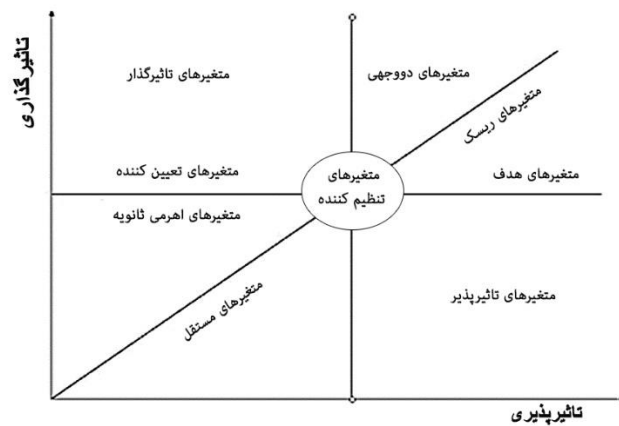 متغیرهای تاثیرگذار
متغیرهای دووجهی
متغیرهای ریسک
تاثیرگذاری
متغیرهای تعیین کننده
متغیرهای
تنظیم کننده
متغیرهای هدف
متغیرهای اهرمی ثانویه
متغیرهای مستقل
متغیرهای تاثیرپذیر
تاثیرپذیری